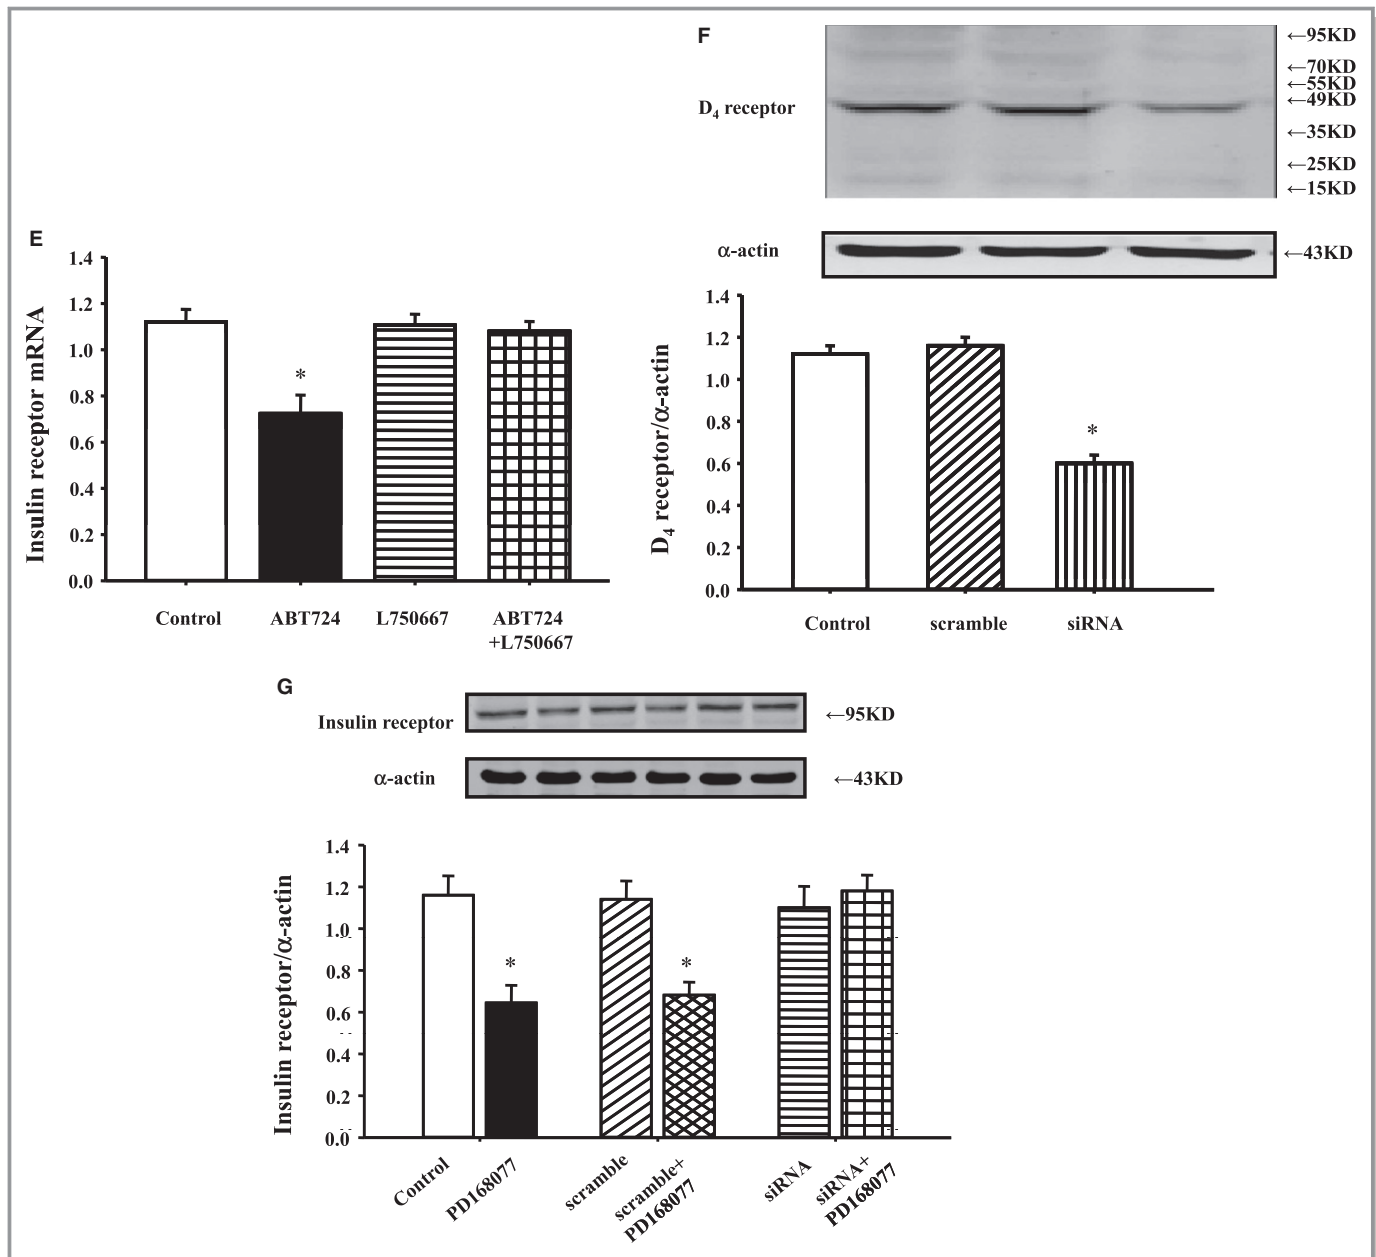 F
←95KD
←70KD
←55KD
←49KD
D4 receptor
←35KD
←25KD
←15KD
α-actin
←43KD
E
1.4
1.2
1.0
0.8
0.6
0.4
0.2
0.0
Insulin receptor mRNA
*
Control
ABT724
L750667
ABT724
+L750667
1.4
1.2
1.0
0.8
0.6
0.4
0.2
0.0
D4 receptor/α-actin
*
Control
scramble
siRNA
G
Insulin receptor
←95KD
α-actin
←43KD
1.4
1.2
1.0
0.8
0.6
0.4
0.2
0.0
Insulin receptor/α-actin
*
*
Control
PD168077
scramble
scramble+
PD168077
siRNA
siRNA+
PD168077